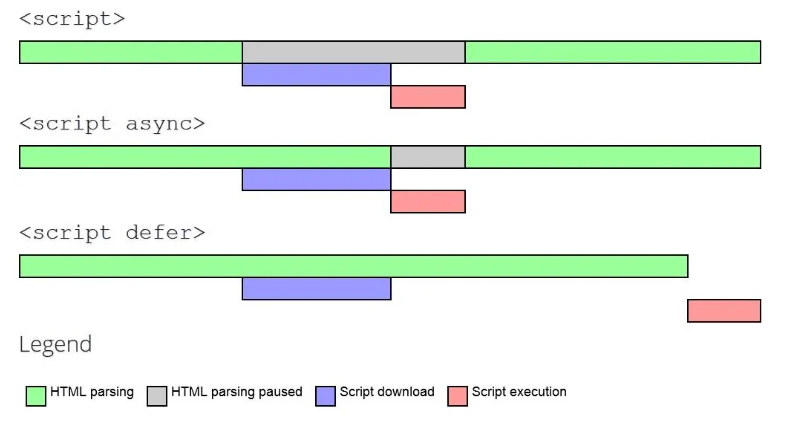 <script>
<script async>
<script defer>
Legend
HTML parsing HTML parsing paused Script download Script execution